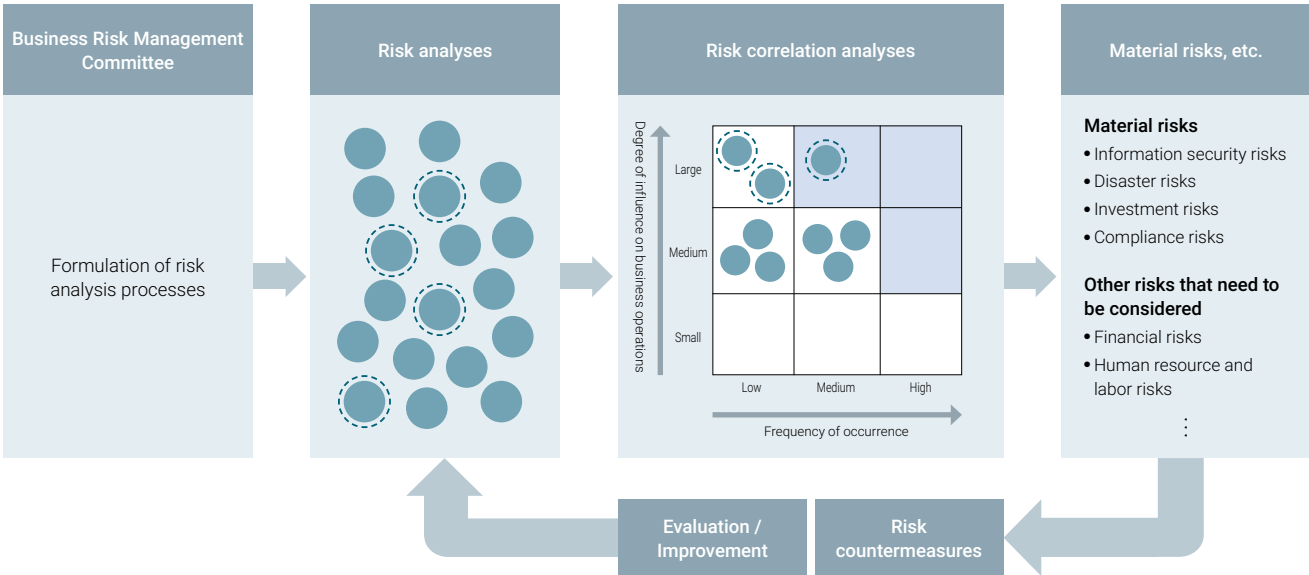 Business Risk Management
Committee
Formulation of risk
analysis processes
Risk analyses
Risk correlation analyses
Degree of influence on business operations
Large
Medium
Small
Low
Medium
High
Frequency of occurrence
Material risks, etc.
Material risks
• Information security risks
• Disaster risks
• Investment risks
• Compliance risks
Other risks that need to
be considered
• Financial risks
• Human resource and
labor risks
⋮
Evaluation /
Improvement
Risk
countermeasures